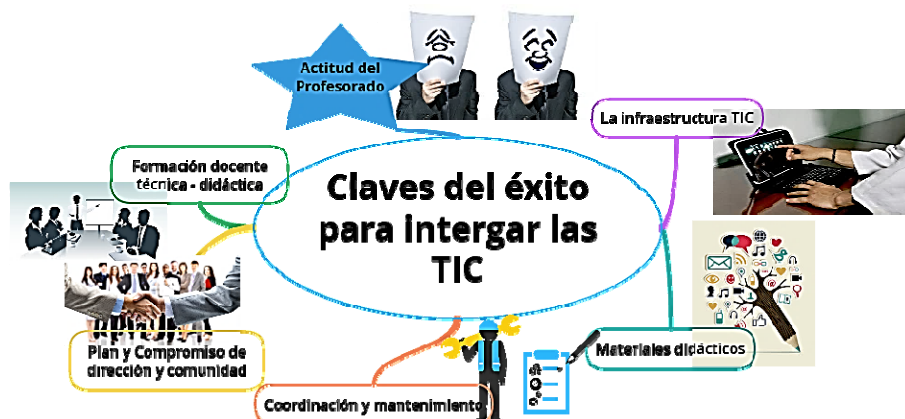 Actitud del
Profesorado
La infraestructura TIC
Formación docente
técnica - didáctica
Claves del éxito
para intergar las
TIC
Plan y Compromiso de
dirección y comunidad
Materiales didácticos
Coordinación y mantenimiento